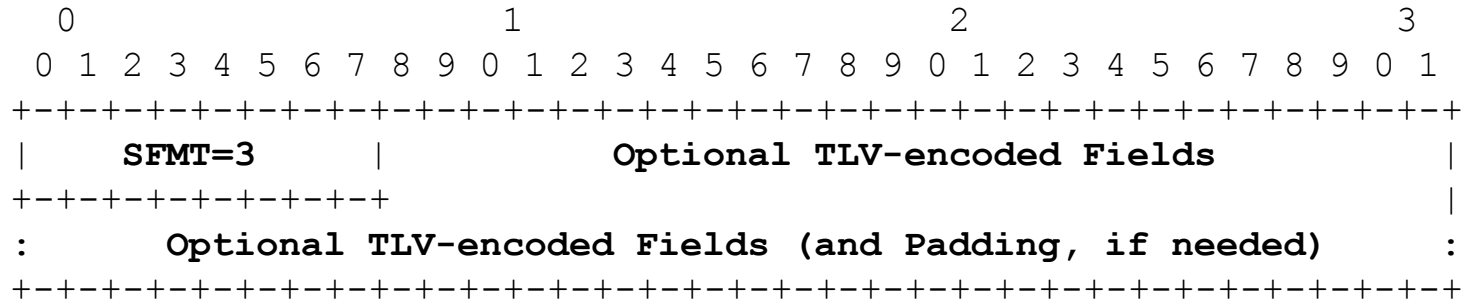 0                   1                   2                   3
 0 1 2 3 4 5 6 7 8 9 0 1 2 3 4 5 6 7 8 9 0 1 2 3 4 5 6 7 8 9 0 1
+-+-+-+-+-+-+-+-+-+-+-+-+-+-+-+-+-+-+-+-+-+-+-+-+-+-+-+-+-+-+-+-+
|    SFMT=3     |          Optional TLV-encoded Fields          |
+-+-+-+-+-+-+-+-+                                               |
:      Optional TLV-encoded Fields (and Padding, if needed)     :
+-+-+-+-+-+-+-+-+-+-+-+-+-+-+-+-+-+-+-+-+-+-+-+-+-+-+-+-+-+-+-+-+